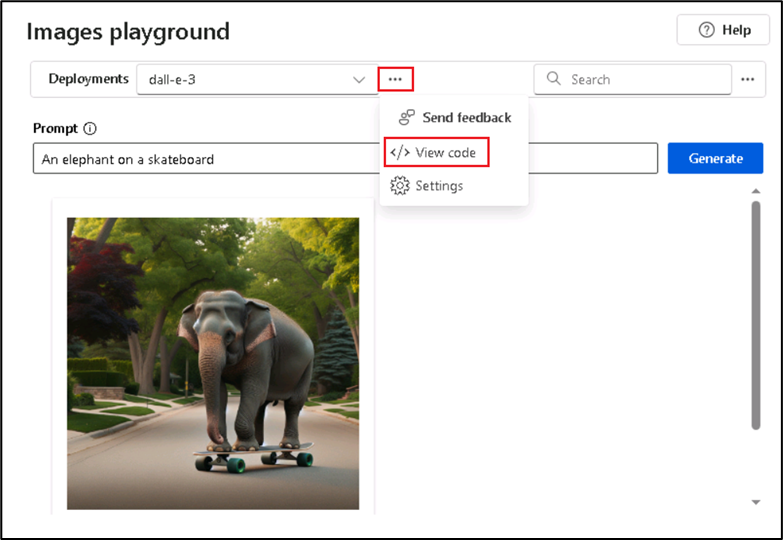 Images playground
Help
Deployments dall-e-3 ... Search ...
Send feedback
Prompt
An elephant on a skateboard
</> View code
Generate
Settings